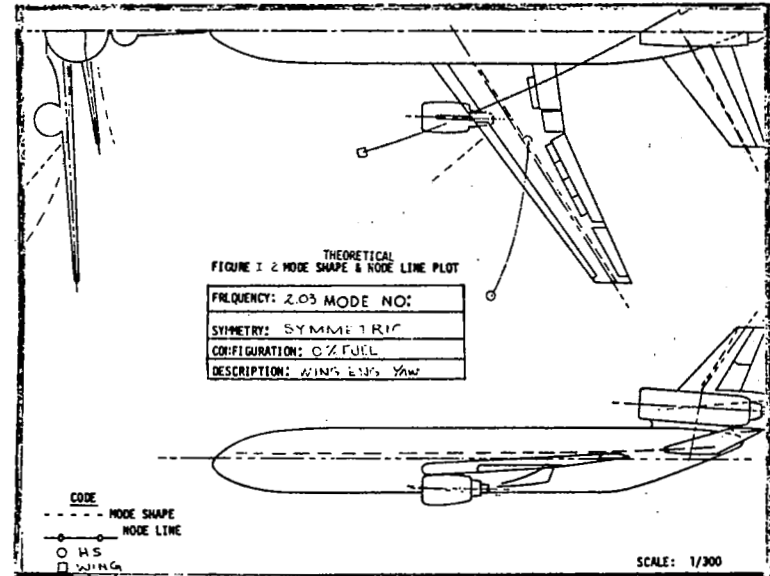 THEORETICAL
FIGURE I 2 MODE SHAPE & NODE LINE PLOT
FREQUENCY: 2.03 MODE NO:
SYMMETRY: SYMMETRIC
CONFIGURATION: 0% FUEL
DESCRIPTION: WING ENG YAW
CODE
MODE SHAPE
NODE LINE
HS
WING
SCALE: 1/300